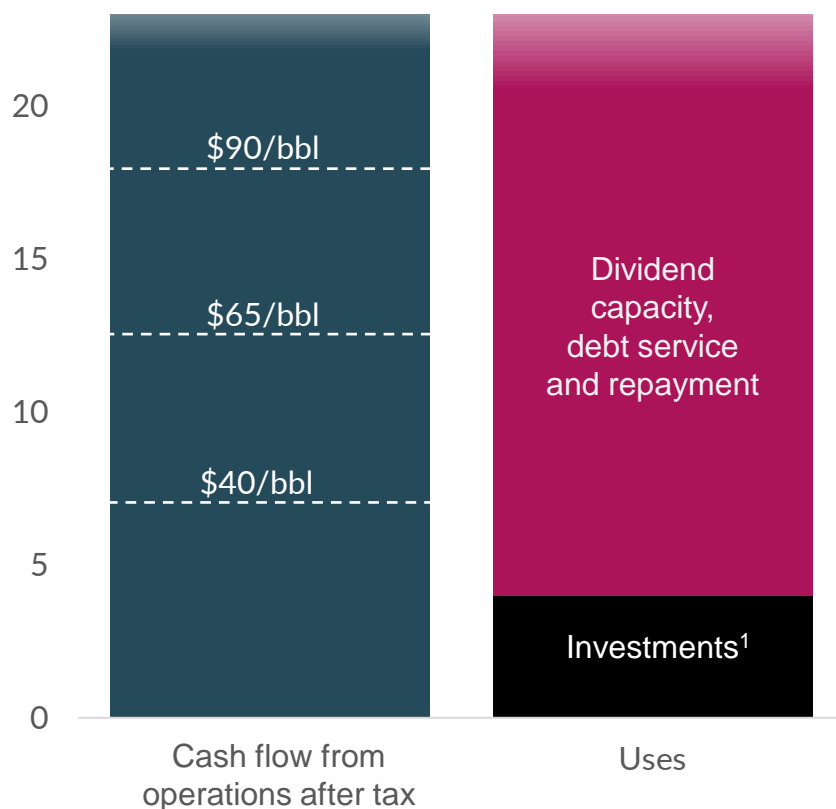 20
$90/bbl
15
Dividend
capacity,
debt service
and repayment
$65/bbl
10
$40/bbl
5
Investments¹
0
Cash flow from
operations after tax
Uses